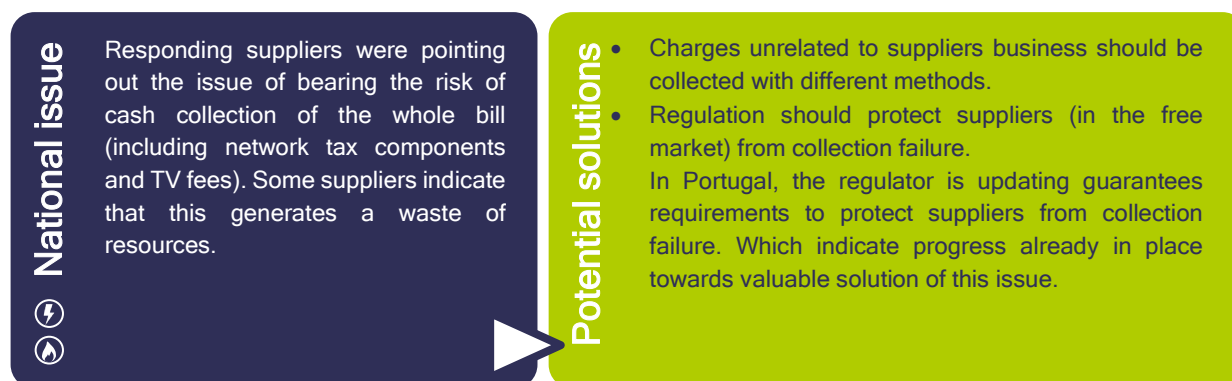 National issue
Responding suppliers were pointing
out the issue of bearing the risk of
cash collection of the whole bill
(including network tax components
and TV fees). Some suppliers indicate
that this generates a waste of
resources.
Potential solutions
• Charges unrelated to suppliers business should be
collected with different methods.
• Regulation should protect suppliers (in the free
market) from collection failure.
In Portugal, the regulator is updating guarantees
requirements to protect suppliers from collection
failure. Which indicate progress already in place
towards valuable solution of this issue.